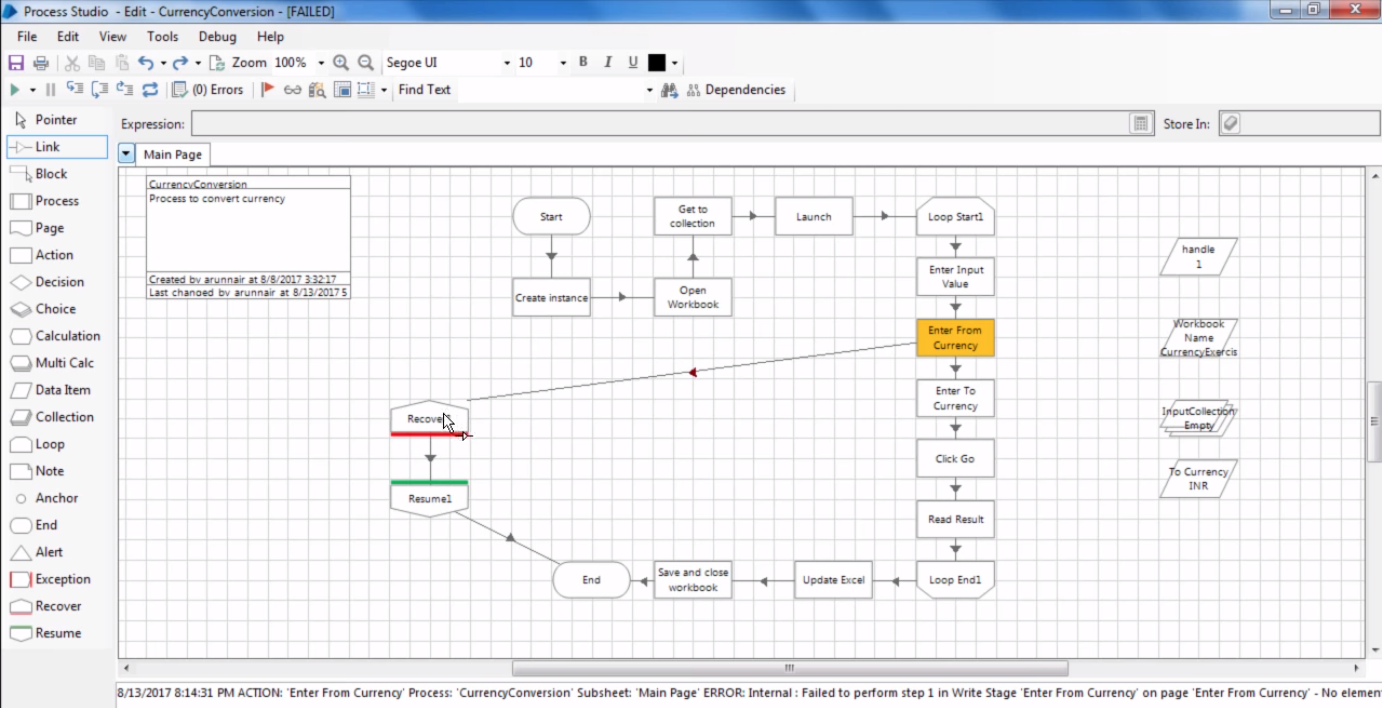 Process Studio - Edit - CurrencyConversion - [FAILED]
File Edit View Tools Debug Help
Zoom 100% Segoe UI 10 B I U
(0) Errors Find Text Dependencies
Pointer
Link
Block
Process
Page
Action
Decision
Choice
Calculation
Multi Calc
Data Item
Collection
Loop
Note
Anchor
End
Alert
Exception
Recover
Resume
Expression: Store In:
Main Page
CurrencyConversion
Process to convert currency
Created by arunnair at 8/8/2017 3:32:17
Last changed by arunnair at 8/13/2017 5
Start
Get to
collection
Launch
Loop Start1
Create instance
Open
Workbook
Enter Input
Value
Enter From
Currency
Enter To
Currency
Click Go
Read Result
Loop End1
Update Excel
Save and close
workbook
End
Resume1
handle
1
Workbook
Name
CurrencyExercis
InputCollection
Empty
To Currency
INR
8/13/2017 8:14:31 PM ACTION: 'Enter From Currency' Process: 'CurrencyConversion' Subsheet: 'Main Page' ERROR: Internal : Failed to perform step 1 in Write Stage 'Enter From Currency' on page 'Enter From Currency' - No elemen